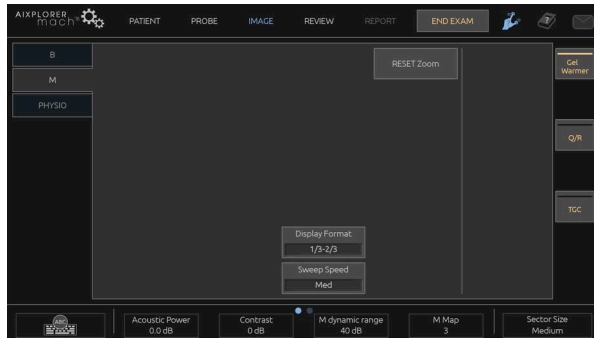 AIXPLORER
mach
PATIENT
PROBE
IMAGE
REVIEW
REPORT
END EXAM
B
M
PHYSIO
RESET Zoom
Gel
Warmer
Q/R
TGC
Display Format
1/3-2/3
Sweep Speed
Med
ABC
Acoustic Power
0.0 dB
Contrast
0 dB
M dynamic range
40 dB
M Map
3
Sector Size
Medium